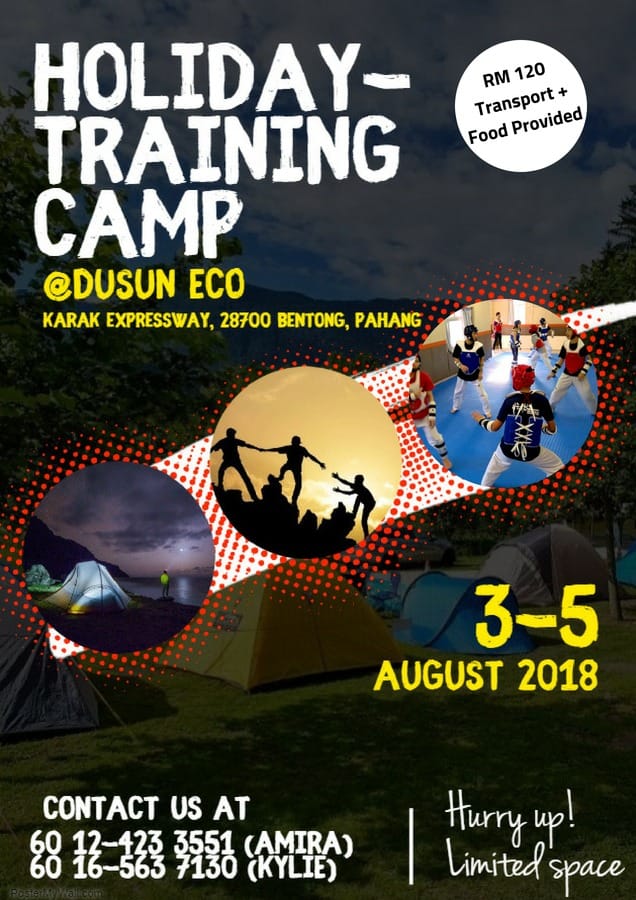 HOLIDAY-
TRAINING
CAMP
RM 120
Transport +
Food Provided
@DUSUN ECO
KARAK EXPRESSWAY, 28700 BENTONG, PAHANG
3-5
AUGUST 2018
CONTACT US AT
60 12-423 3551 (AMIRA)
60 16-563 7130 (KYLIE)
Hurry up!
Limited space
PosterMyWall.com